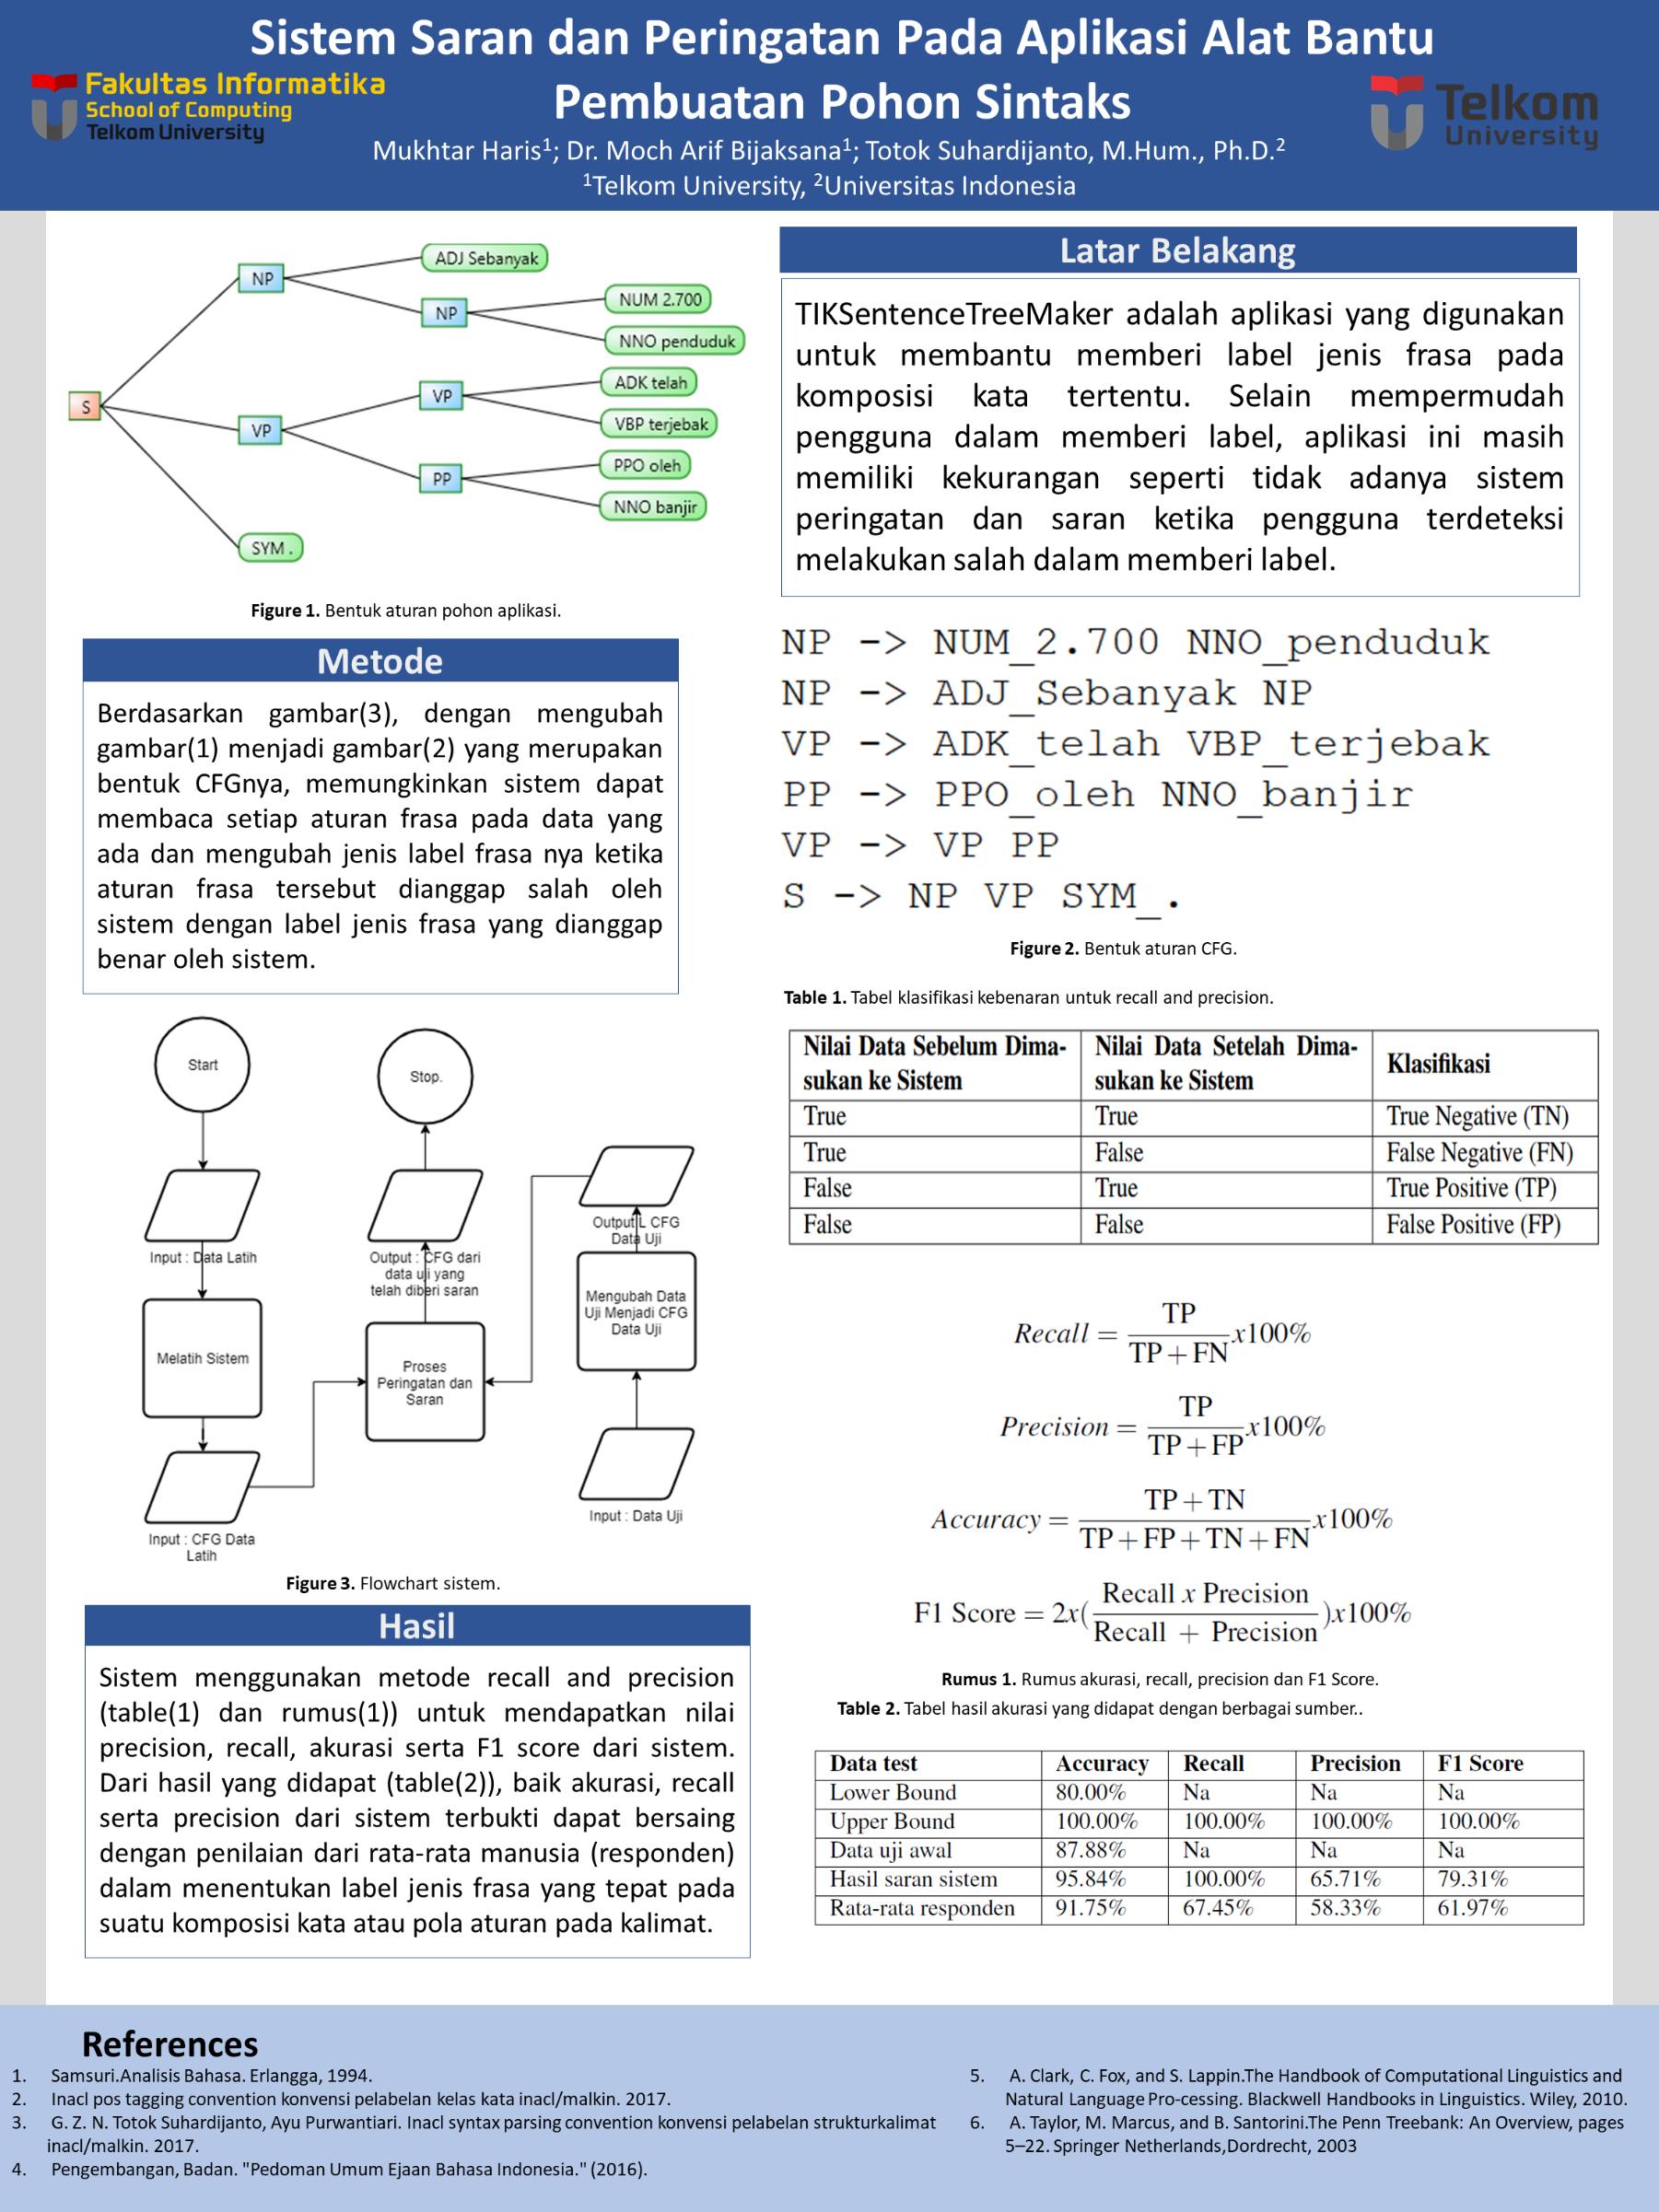 Sistem Saran dan Peringatan Pada Aplikasi Alat Bantu
Pembuatan Pohon Sintaks
Fakultas Informatika
School of Computing
Telkom University
Telkom
University
Mukhtar Haris¹; Dr. Moch Arif Bijaksana¹; Totok Suhardijanto, M.Hum., Ph.D.²
¹Telkom University, ²Universitas Indonesia
S
NP
VP
SYM .
ADJ Sebanyak
NP
VP
PP
NUM 2.700
NNO penduduk
ADK telah
VBP terjebak
PPO oleh
NNO banjir
Figure 1. Bentuk aturan pohon aplikasi.
Metode
Berdasarkan gambar(3), dengan mengubah
gambar(1) menjadi gambar(2) yang merupakan
bentuk CFGnya, memungkinkan sistem dapat
membaca setiap aturan frasa pada data yang
ada dan mengubah jenis label frasa nya ketika
aturan frasa tersebut dianggap salah oleh
sistem dengan label jenis frasa yang dianggap
benar oleh sistem.
Start
Input : Data Latih
Melatih Sistem
Input : CFG Data
Latih
Stop.
Output : CFG dari
data uji yang
telah diberi saran
Proses
Peringatan dan
Saran
Output L CFG
Data Uji
Mengubah Data
Uji Menjadi CFG
Data Uji
Input : Data Uji
Figure 3. Flowchart sistem.
Hasil
Sistem menggunakan metode recall and precision
(table(1) dan rumus(1)) untuk mendapatkan nilai
precision, recall, akurasi serta F1 score dari sistem.
Dari hasil yang didapat (table(2)), baik akurasi, recall
serta precision dari sistem terbukti dapat bersaing
dengan penilaian dari rata-rata manusia (responden)
dalam menentukan label jenis frasa yang tepat pada
suatu komposisi kata atau pola aturan pada kalimat.
Latar Belakang
TIKSentenceTreeMaker adalah aplikasi yang digunakan
untuk membantu memberi label jenis frasa pada
komposisi kata tertentu. Selain mempermudah
pengguna dalam memberi label, aplikasi ini masih
memiliki kekurangan seperti tidak adanya sistem
peringatan dan saran ketika pengguna terdeteksi
melakukan salah dalam memberi label.
NP -> NUM_2.700 NNO_penduduk
NP -> ADJ_Sebanyak NP
VP -> ADK_telah VBP_terjebak
PP -> PPO_oleh NNO_banjir
VP -> VP PP
S -> NP VP SYM_.
Figure 2. Bentuk aturan CFG.
Table 1. Tabel klasifikasi kebenaran untuk recall and precision.
Nilai Data Sebelum Dima- Nilai Data Setelah Dima- Klasifikasi
sukan ke Sistem sukan ke Sistem
True True True Negative (TN)
True False False Negative (FN)
False True True Positive (TP)
False False False Positive (FP)
Recall = TP / TP + FN x100%
Precision = TP / TP + FP x100%
Accuracy = TP + TN / TP + FP + TN + FN x100%
F1 Score = 2x( Recall x Precision / Recall + Precision )x100%
Rumus 1. Rumus akurasi, recall, precision dan F1 Score.
Table 2. Tabel hasil akurasi yang didapat dengan berbagai sumber..
Data test Accuracy Recall Precision F1 Score
Lower Bound 80.00% Na Na Na
Upper Bound 100.00% 100.00% 100.00% 100.00%
Data uji awal 87.88% Na Na Na
Hasil saran sistem 95.84% 100.00% 65.71% 79.31%
Rata-rata responden 91.75% 67.45% 58.33% 61.97%
References
1. Samsuri.Analisis Bahasa. Erlangga, 1994.
2. Inacl pos tagging convention konvensi pelabelan kelas kata inacl/malkin. 2017.
3. G. Z. N. Totok Suhardijanto, Ayu Purwantiari. Inacl syntax parsing convention konvensi pelabelan strukturkalimat
inacl/malkin. 2017.
4. Pengembangan, Badan. "Pedoman Umum Ejaan Bahasa Indonesia." (2016).
5. A. Clark, C. Fox, and S. Lappin.The Handbook of Computational Linguistics and
Natural Language Pro-cessing. Blackwell Handbooks in Linguistics. Wiley, 2010.
6. A. Taylor, M. Marcus, and B. Santorini.The Penn Treebank: An Overview, pages
5–22. Springer Netherlands,Dordrecht, 2003